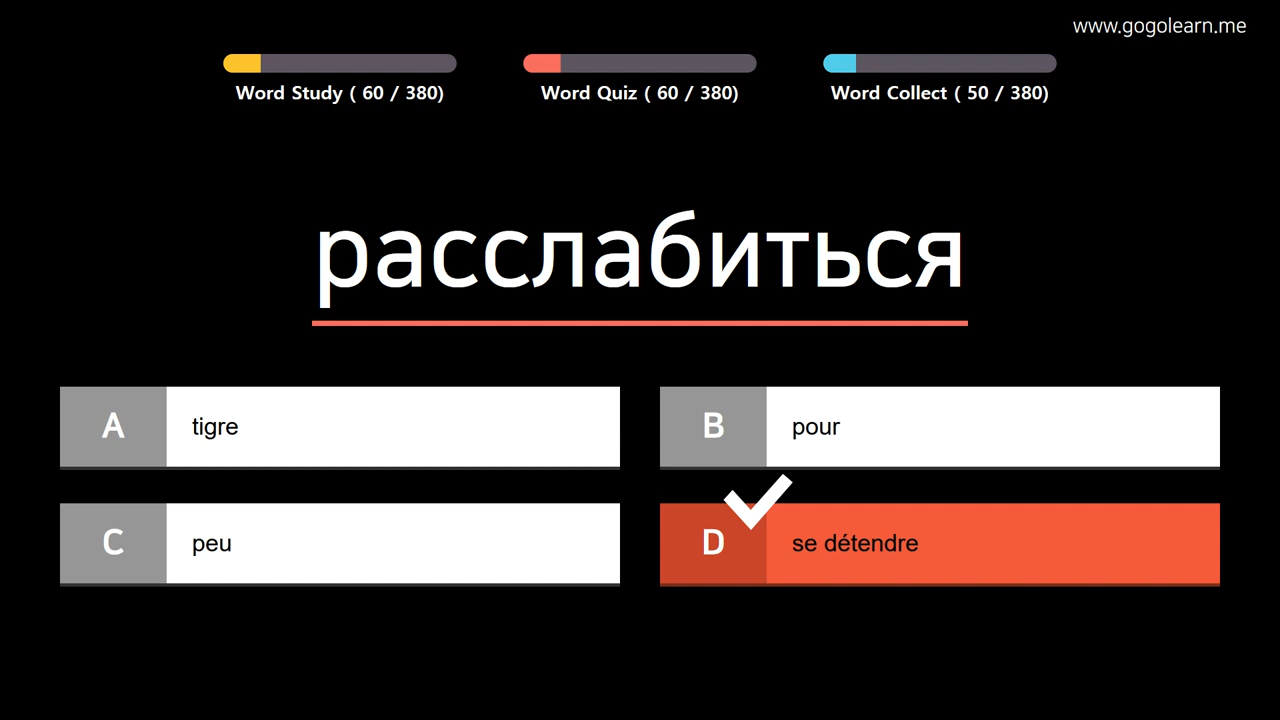 www.gogolearn.me
Word Study ( 60 / 380)
Word Quiz ( 60 / 380)
Word Collect ( 50 / 380)
расслабиться
A tigre
B pour
C peu
D se détendre